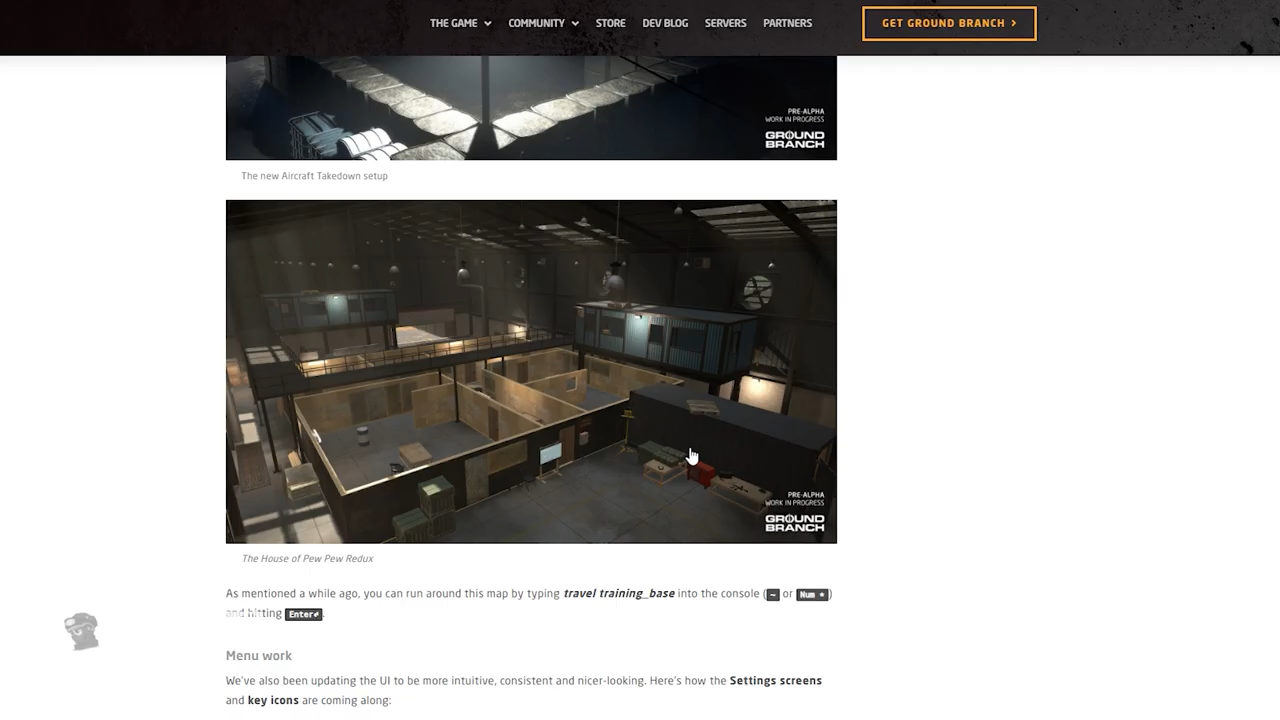 THE GAME COMMUNITY STORE DEV BLOG SERVERS PARTNERS GET GROUND BRANCH
PRE-ALPHA
WORK IN PROGRESS
GROUND
BRANCH
The new Aircraft Takedown setup
PRE-ALPHA
WORK IN PROGRESS
GROUND
BRANCH
The House of Pew Pew Redux
As mentioned a while ago, you can run around this map by typing travel training_base into the console (~ or Num *)
and hitting Enter.
Menu work
We've also been updating the UI to be more intuitive, consistent and nicer-looking. Here's how the Settings screens
and key icons are coming along: